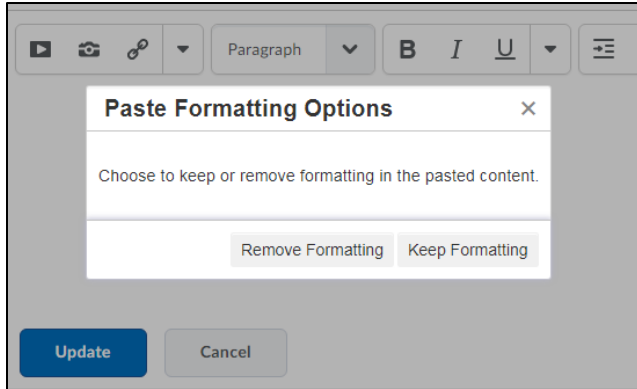 Paragraph B I U
Paste Formatting Options ×
Choose to keep or remove formatting in the pasted content.
Remove Formatting Keep Formatting
Update Cancel